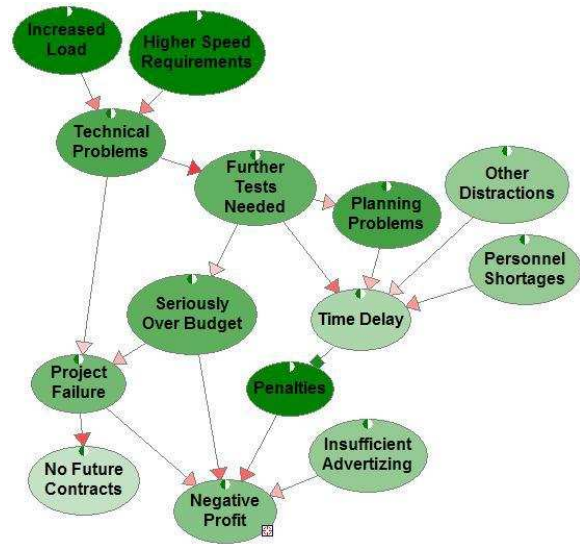 Increased
Load
Higher Speed
Requirements
Technical
Problems
Further
Tests
Needed
Other
Distractions
Planning
Problems
Personnel
Shortages
Seriously
Over Budget
Time Delay
Project
Failure
Penalties
Insufficient
Advertizing
No Future
Contracts
Negative
Profit